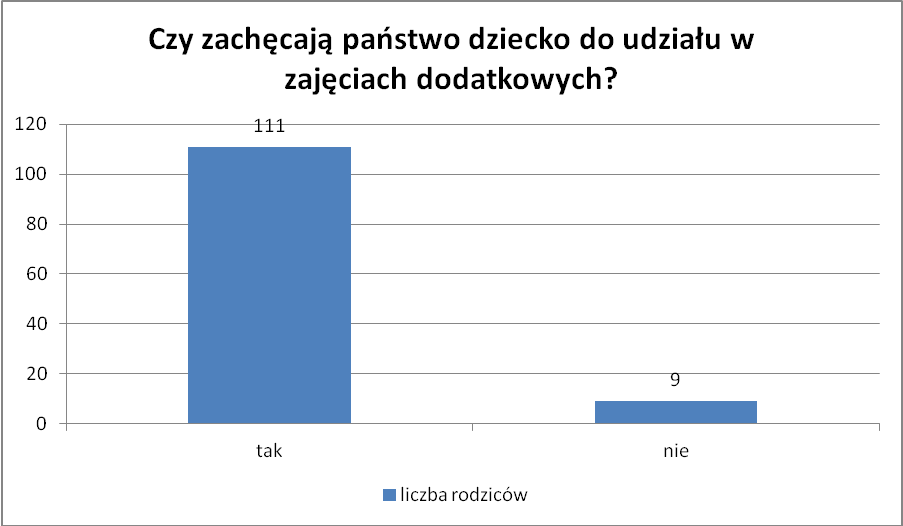 Czy zachęcają państwo dziecko do udziału w
zajęciach dodatkowych?
120
100
80
60
40
20
0
111
9
tak
nie
liczba rodziców